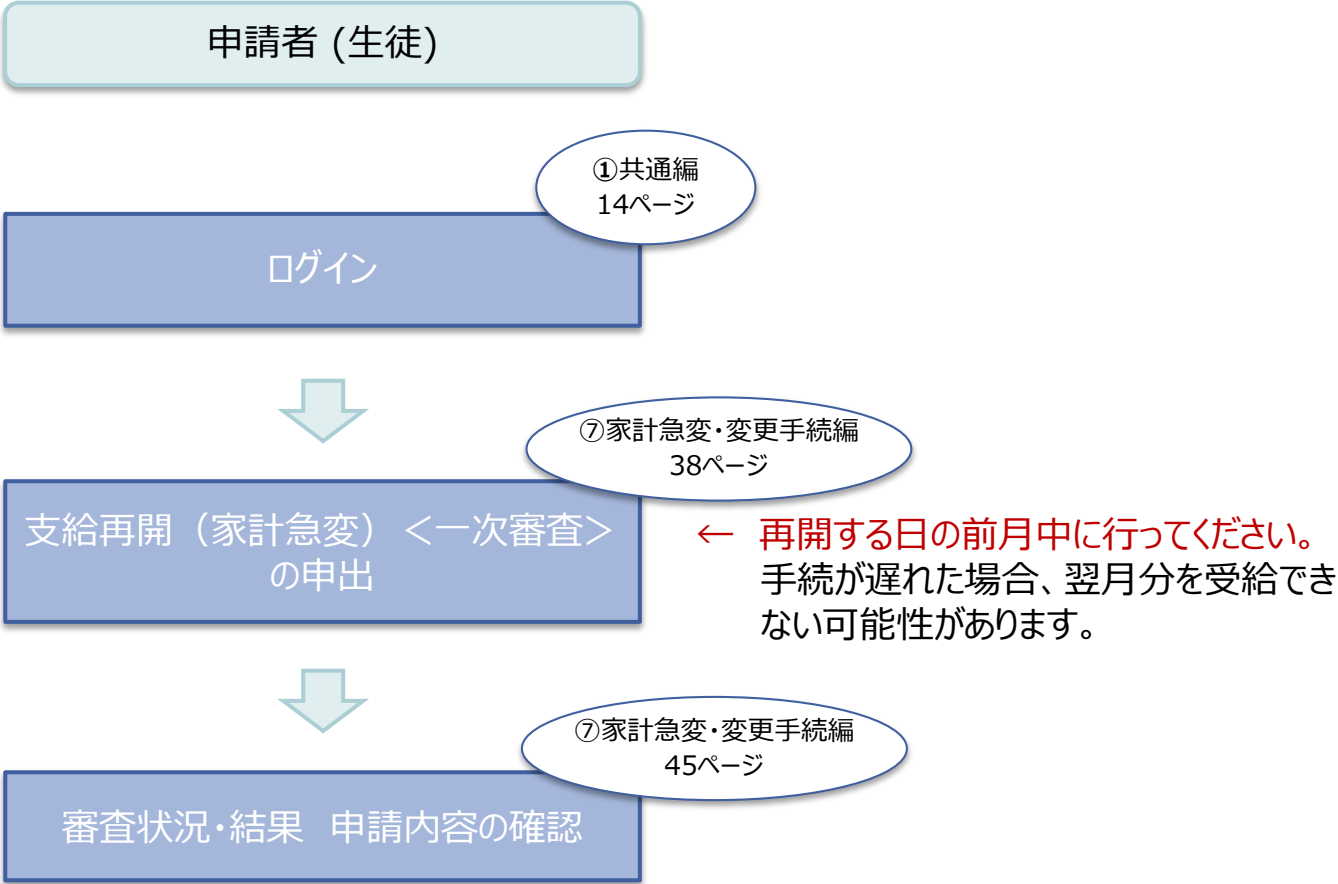 申請者 (生徒)
①共通編
14ページ
ログイン
⑦家計急変・変更手続編
38ページ
支給再開（家計急変）＜一次審査＞
の申出
← 再開する日の前月中に行ってください。
手続が遅れた場合、翌月分を受給でき
ない可能性があります。
⑦家計急変・変更手続編
45ページ
審査状況・結果　申請内容の確認